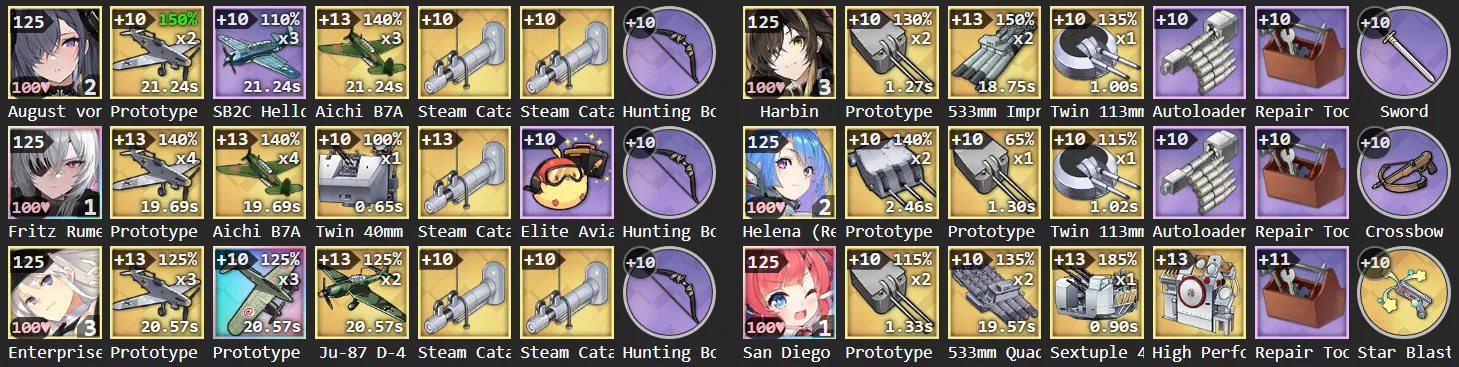 125 +10 150% +10 110% +13 140% +10 +10 +10 125 +10 130% +13 150% +10 135% +10 +10 +10
x2 x3 x3 x2 x2 x1
100♥ 2 21.24s 21.24s 21.24s 100♥ 3 1.27s 18.75s 1.00s
August vor Prototype SB2C Hellc Aichi B7A Steam Cata Steam Cata Hunting Bo Harbin Prototype 533mm Impr Twin 113mm Autoloader Repair Too Sword
125 +13 140% +13 140% +10 100% +13 +10 +10 125 +10 140% +10 65% +10 115% +10 +10 +10
x4 x4 x1 x2 x1 x1
100♥ 1 19.69s 19.69s 0.65s 100♥ 2 2.46s 1.30s 1.02s
Fritz Rume Prototype Aichi B7A Twin 40mm Steam Cata Elite Avia Hunting Bo Helena (Re Prototype Prototype Twin 113mm Autoloader Repair Too Crossbow
125 +13 125% +10 125% +13 125% +10 +10 +10 125 +10 115% +10 135% +13 185% +13 +11 +10
x3 x3 x2 x2 x1
100♥ 3 20.57s 20.57s 20.57s 100♥ 1 1.33s 19.57s 0.90s
Enterprise Prototype Prototype Ju-87 D-4 Steam Cata Steam Cata Hunting Bo San Diego Prototype 533mm Quad Sextuple 4 High Perfo Repair Too Star Blast